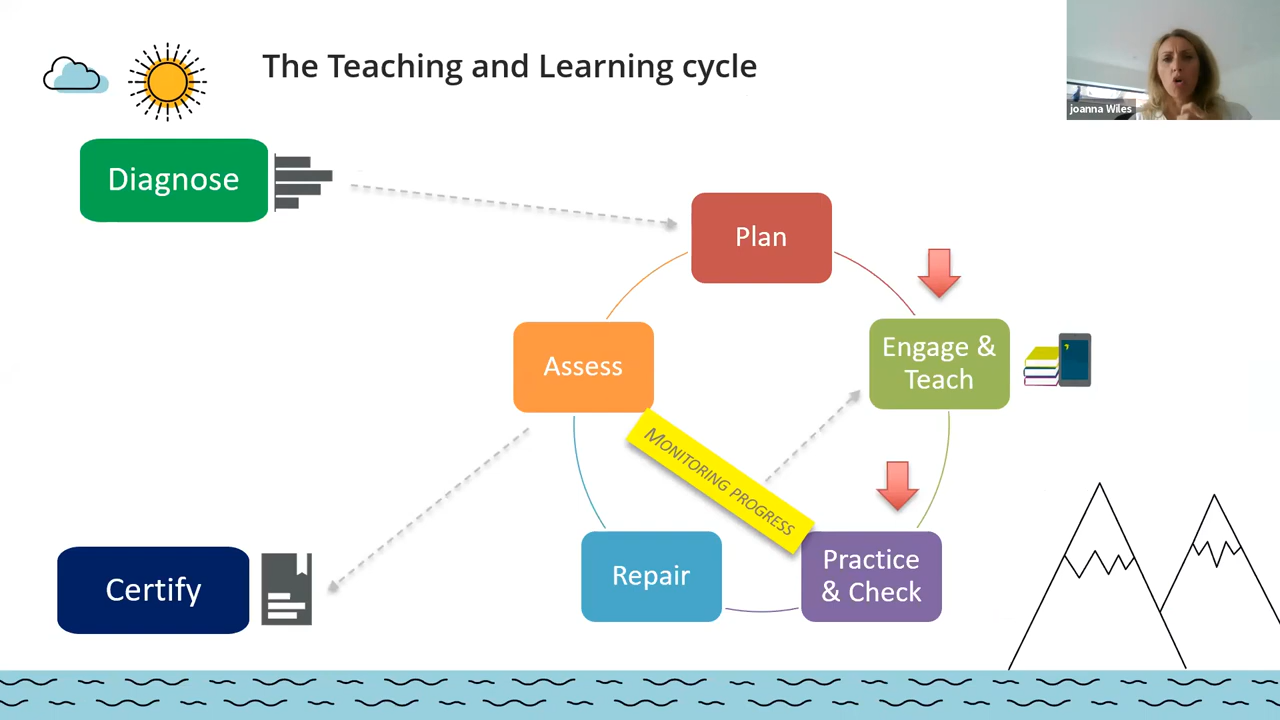 The Teaching and Learning cycle
joanna Wiles
Diagnose
Plan
Engage &
Teach
Assess
MONITORING PROGRESS
Practice
& Check
Repair
Certify